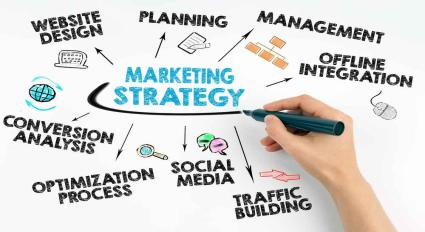 WEBSITE
DESIGN
PLANNING
MANAGEMENT
OFFLINE
INTEGRATION
MARKETING
STRATEGY
CONVERSION
ANALYSIS
OPTIMIZATION
PROCESS
SOCIAL
MEDIA
TRAFFIC
BUILDING